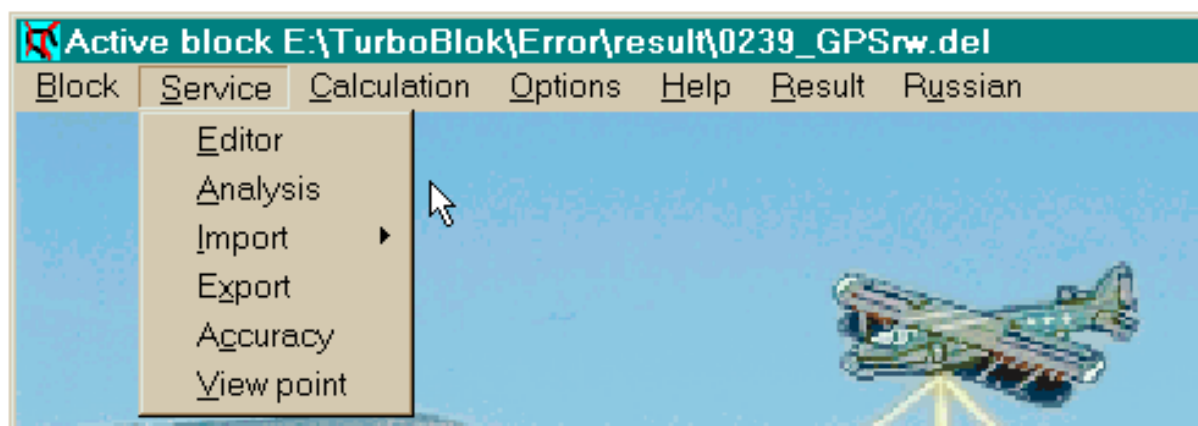 Active block E:\TurboBlok\Error\result\0239_GPSrw.del
Block Service Calculation Options Help Result Russian
Editor
Analysis
Import
Export
Accuracy
View point